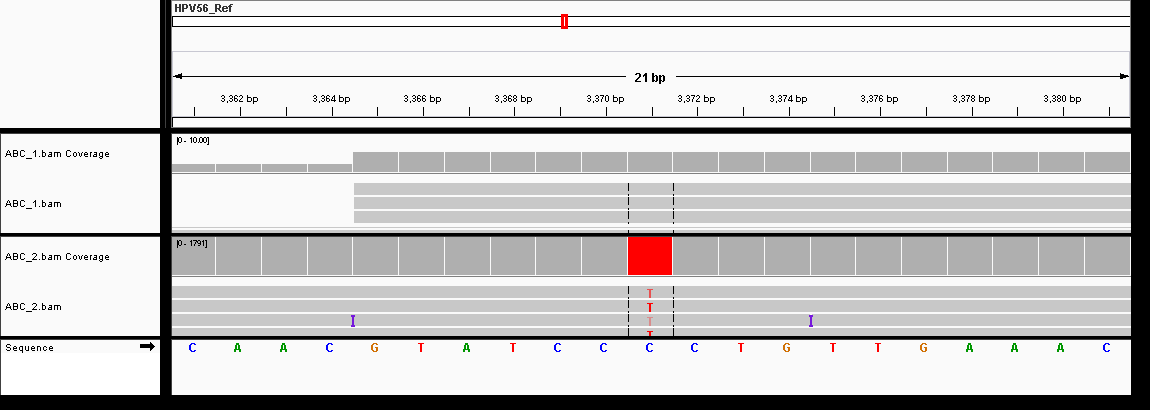 HPV56_Ref
21 bp
3,362 bp 3,364 bp 3,366 bp 3,368 bp 3,370 bp 3,372 bp 3,374 bp 3,376 bp 3,378 bp 3,380 bp
[0 - 10.00]
ABC_1.bam Coverage
ABC_1.bam
[0 - 1791]
ABC_2.bam Coverage
T
ABC_2.bam T
I T I
T
Sequence C A A C G T A T C C C C T G T T G A A A C